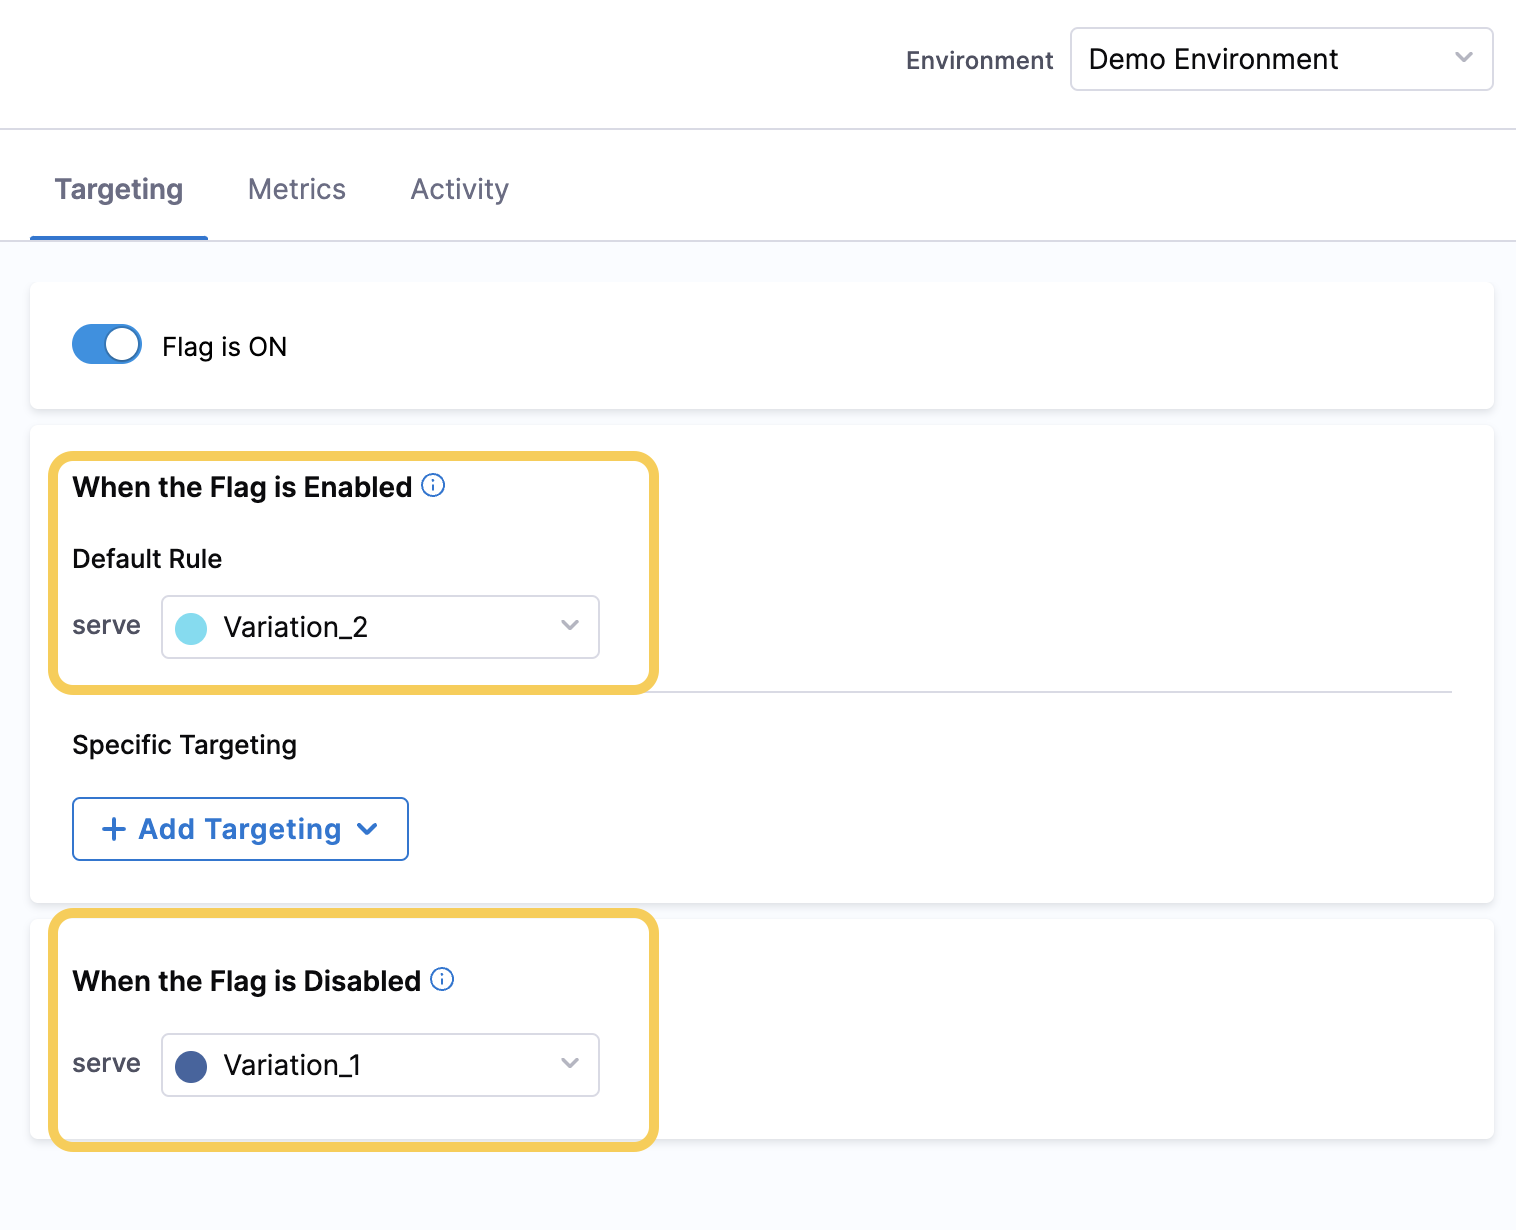 Environment Demo Environment
Targeting Metrics Activity
Flag is ON
When the Flag is Enabled
Default Rule
serve Variation_2
Specific Targeting
+ Add Targeting
When the Flag is Disabled
serve Variation_1